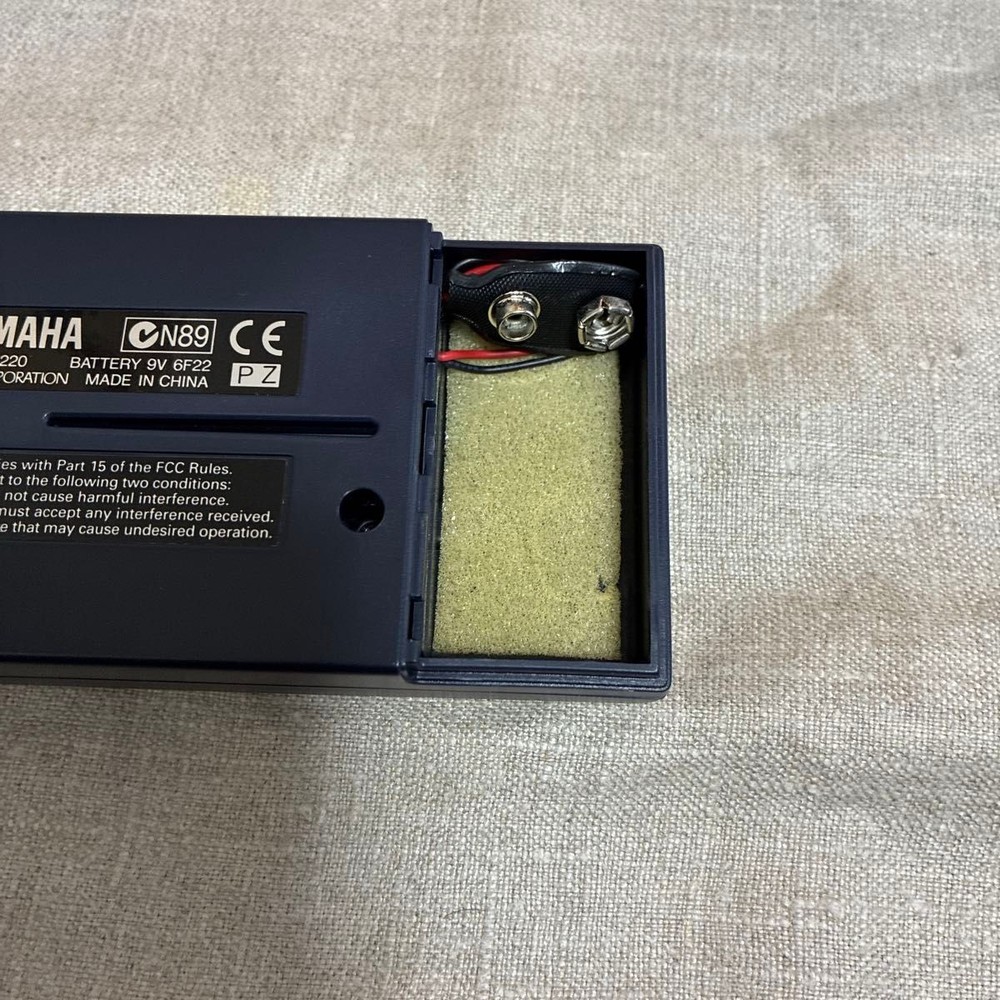 MAHA N89 CE
220 BATTERY 9V 6F22
PORATION MADE IN CHINA PZ
es with Part 15 of the FCC Rules.
t to the following two conditions:
not cause harmful interference.
must accept any interference received.
e that may cause undesired operation.